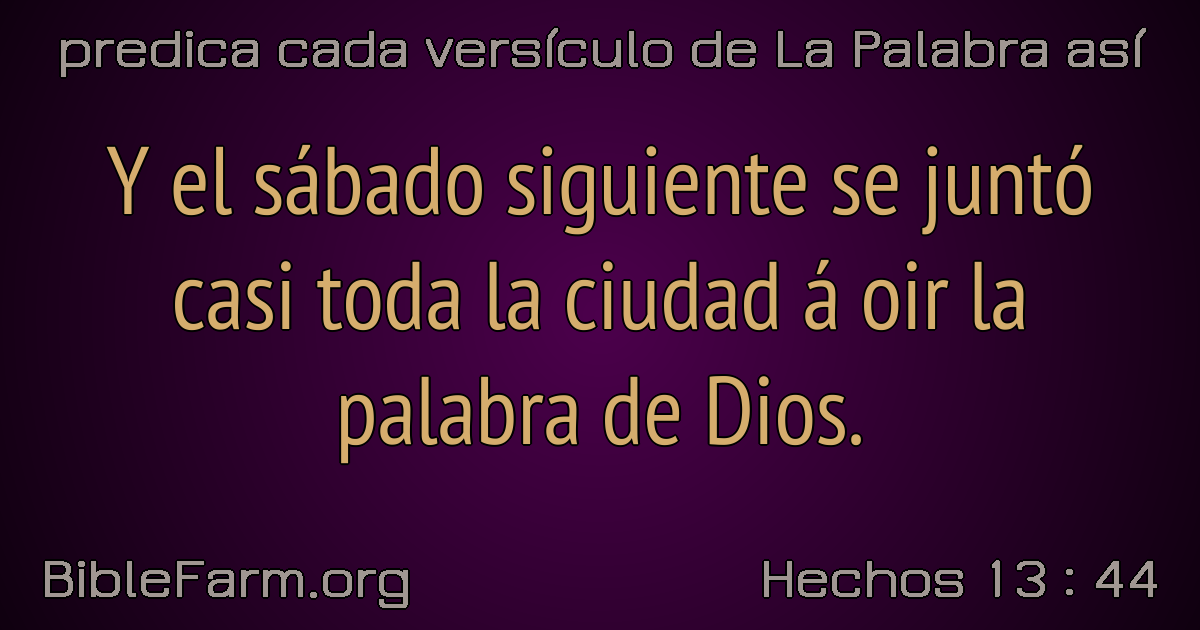 predica cada versículo de La Palabra así
Y el sábado siguiente se juntó
casi toda la ciudad á oir la
palabra de Dios.
BibleFarm.org
Hechos 13 : 44